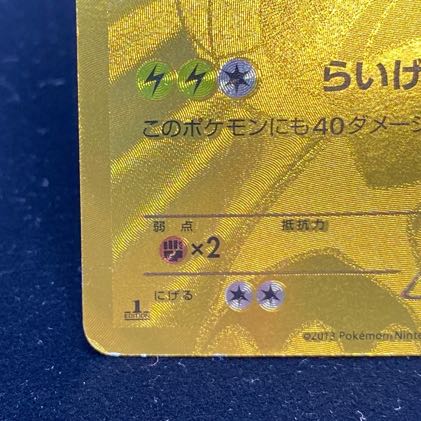 らいげ
このポケモンにも40ダメージ
弱 点 抵抗力
×2
にげる
1
EDITION
©2013 Pokémon Ninte